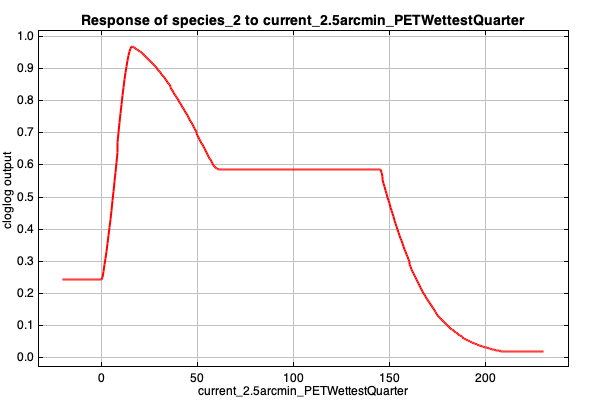 Response of species_2 to current_2.5arcmin_PETWettestQuarter
1.0
0.9
0.8
0.7
0.6
0.5
0.4
0.3
0.2
0.1
0.0
cloglog output
0 50 100 150 200
current_2.5arcmin_PETWettestQuarter